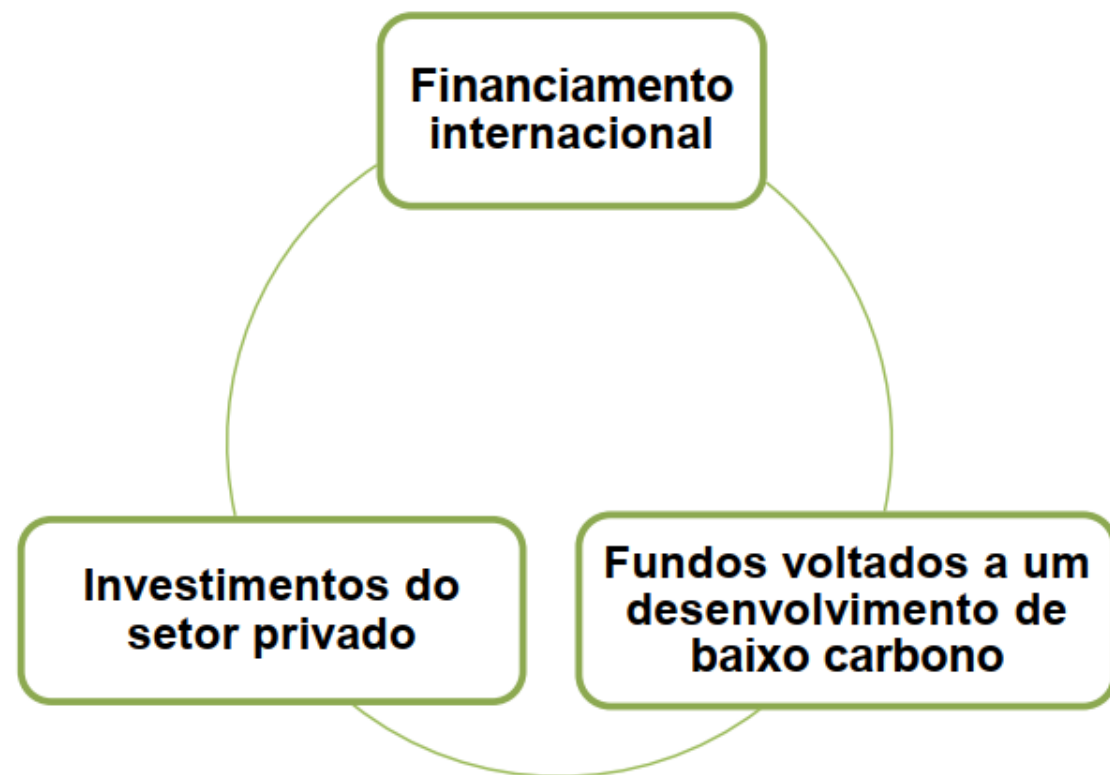 Financiamento
internacional
Investimentos do
setor privado
Fundos voltados a um
desenvolvimento de
baixo carbono